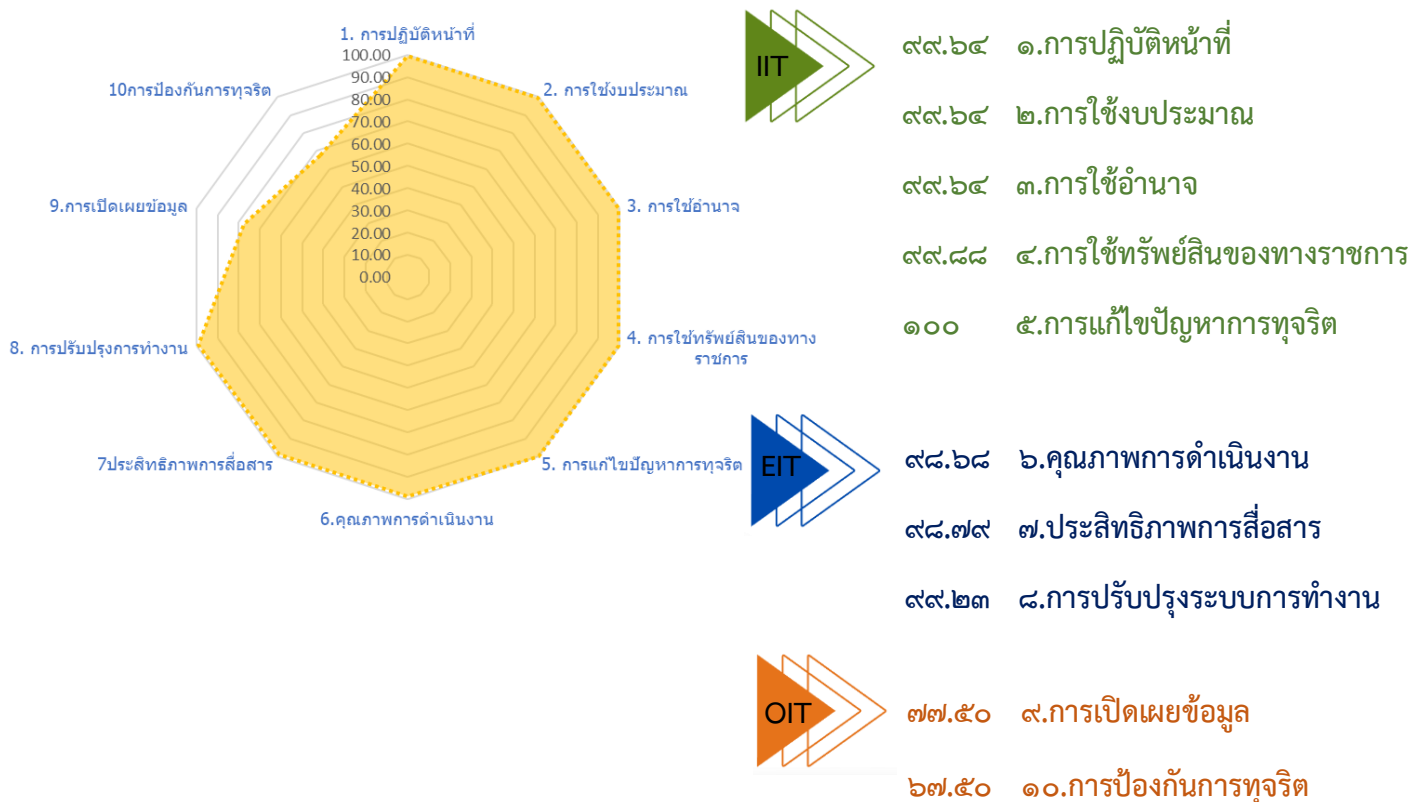 1. การปฏิบัติหน้าที่
100.00
90.00
80.00
70.00
60.00
50.00
40.00
30.00
20.00
10.00
0.00
2. การใช้งบประมาณ
3. การใช้อำนาจ
4. การใช้ทรัพย์สินของทาง
ราชการ
5. การแก้ไขปัญหาการทุจริต
6.คุณภาพการดำเนินงาน
7ประสิทธิภาพการสื่อสาร
8. การปรับปรุงการทำงาน
9.การเปิดเผยข้อมูล
10การป้องกันการทุจริต
IIT
๙๙.๖๔ ๑.การปฏิบัติหน้าที่
๙๙.๖๔ ๒.การใช้งบประมาณ
๙๙.๖๔ ๓.การใช้อำนาจ
๙๙.๘๘ ๔.การใช้ทรัพย์สินของทางราชการ
๑๐๐ ๕.การแก้ไขปัญหาการทุจริต
EIT
๙๘.๖๘ ๖.คุณภาพการดำเนินงาน
๙๘.๗๙ ๗.ประสิทธิภาพการสื่อสาร
๙๙.๒๓ ๘.การปรับปรุงระบบการทำงาน
OIT
๗๗.๕๐ ๙.การเปิดเผยข้อมูล
๖๗.๕๐ ๑๐.การป้องกันการทุจริต